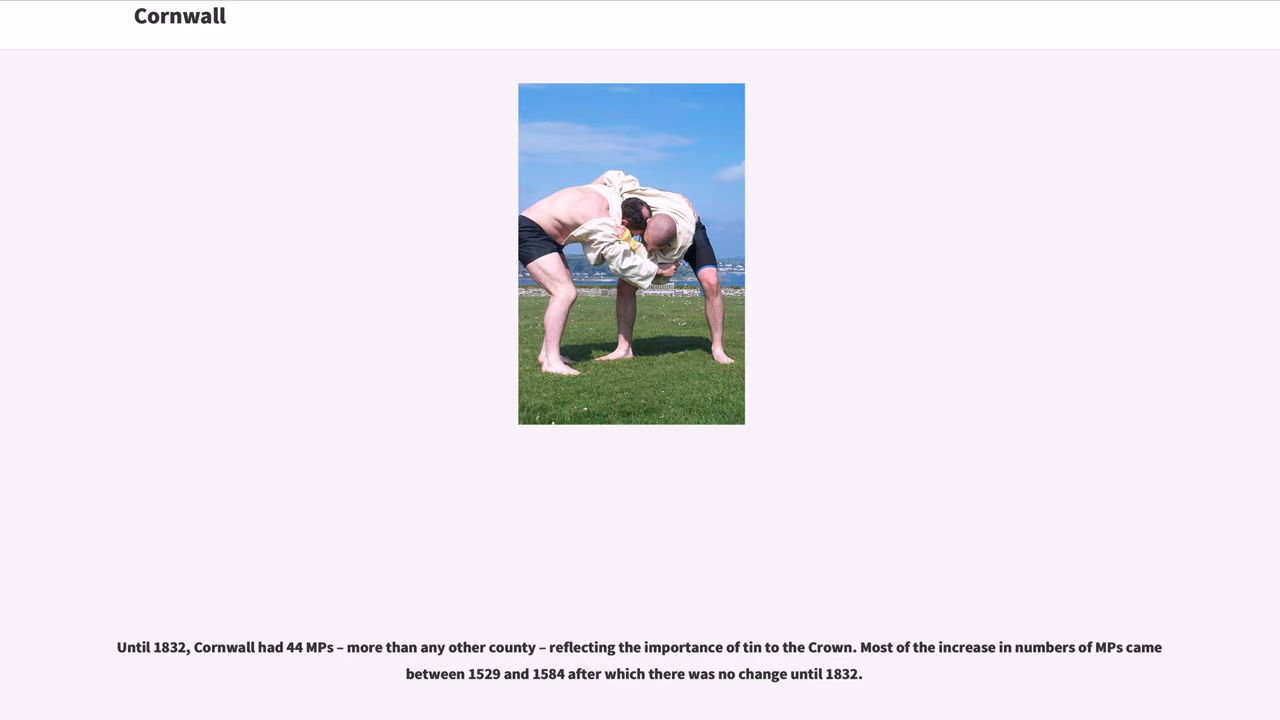 Cornwall
Until 1832, Cornwall had 44 MPs – more than any other county – reflecting the importance of tin to the Crown. Most of the increase in numbers of MPs came
between 1529 and 1584 after which there was no change until 1832.